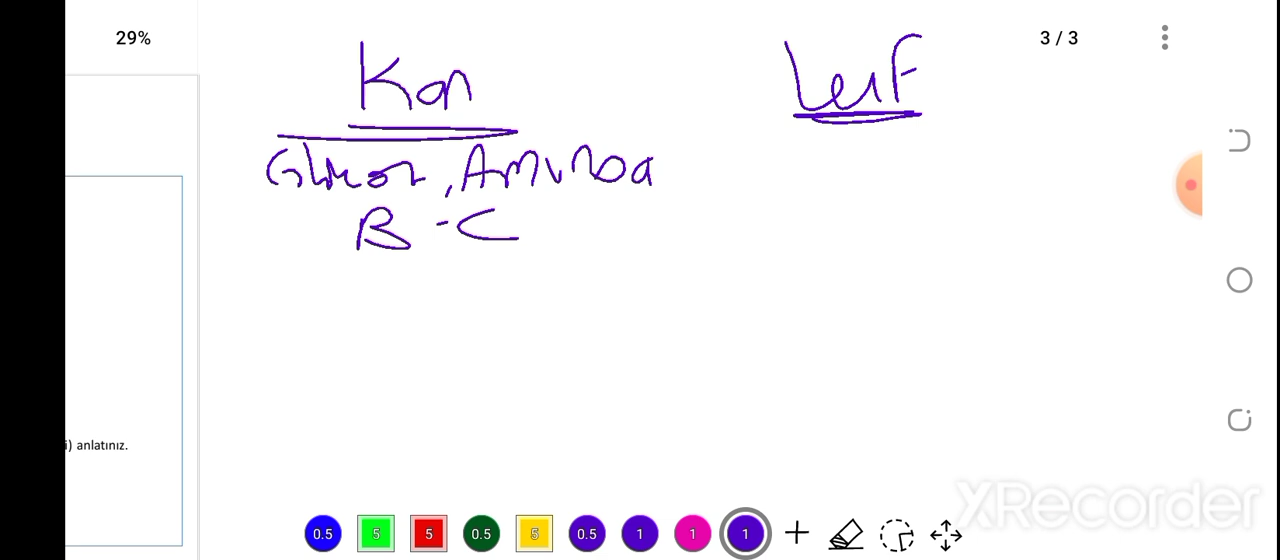 29%
3 / 3
Kan
Lenf
Glikoz, Aminoa
B - C
i) anlatınız.
0.5 5 5 0.5 5 0.5 1 1 1
XRecorder